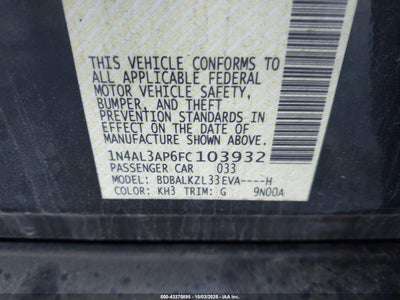 THIS VEHICLE CONFORMS TO
ALL APPLICABLE FEDERAL
MOTOR VEHICLE SAFETY,
BUMPER, AND THEFT
PREVENTION STANDARDS IN
EFFECT ON THE DATE OF
MANUFACTURE SHOWN ABOVE.
1N4AL3AP6FC103932
PASSENGER CAR 033
MODEL: BDBALKZL33EVA----H
COLOR: KH3 TRIM: G 9N00A
000-43370895 - 10/03/2025 - IAA Inc.